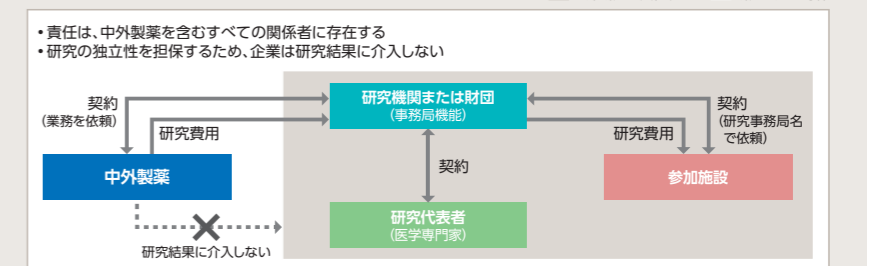 ・責任は、中外製薬を含むすべての関係者に存在する
・研究の独立性を担保するため、企業は研究結果に介入しない
契約
(業務を依頼)
研究費用
中外製薬
研究機関または財団
(事務局機能)
契約
研究代表者
(医学専門家)
研究費用
契約
(研究事務局名
で依頼)
参加施設
研究結果に介入しない